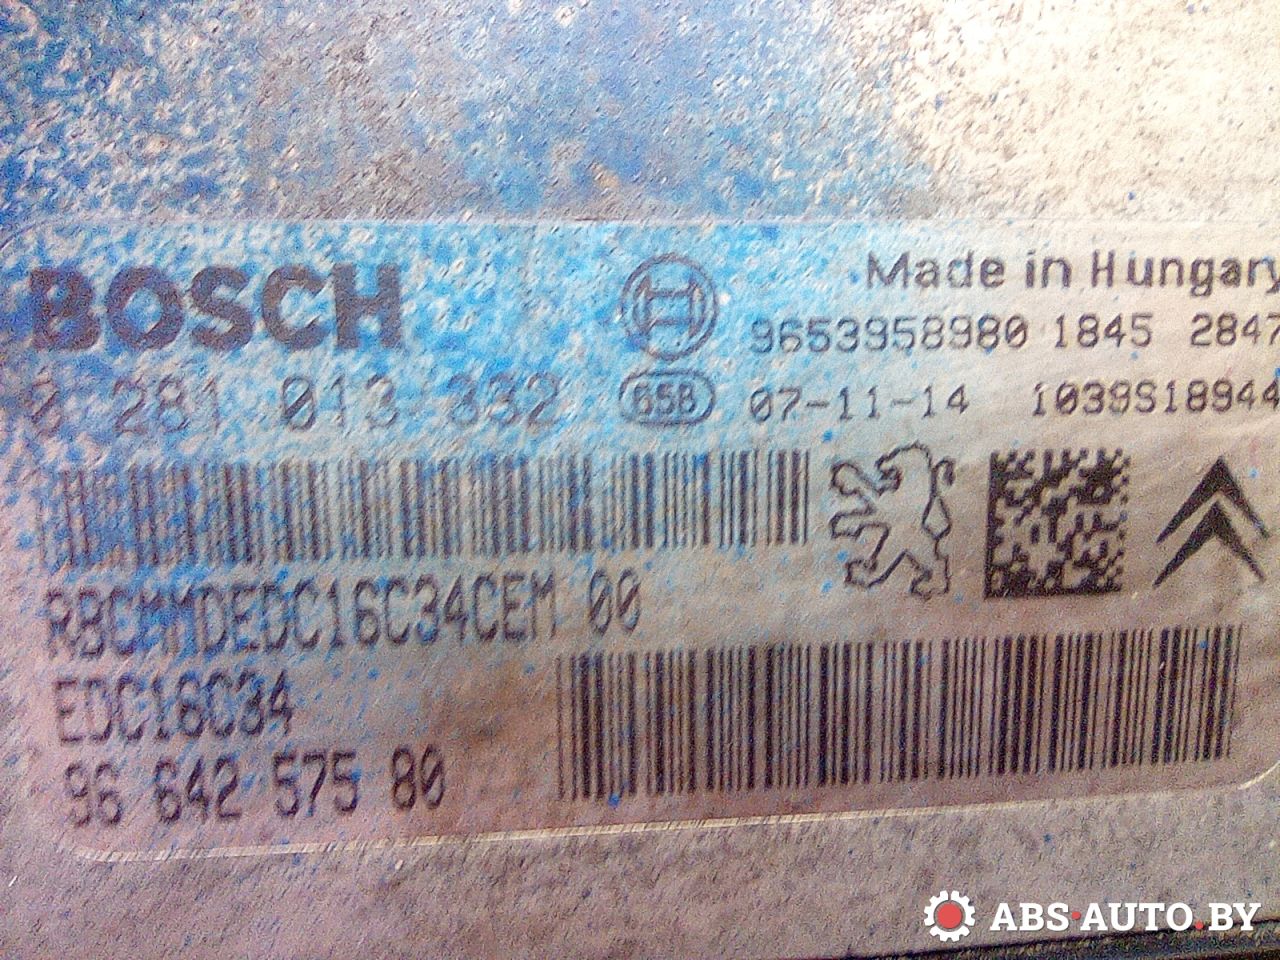 BOSCH
Made in Hungary
9653958980 1845 2847
0 281 013 332
65B
07-11-14 1039S18944
RBCMMDEDC16C34CEM 00
EDC16C34
96 642 575 80
ABS·AUTO.BY